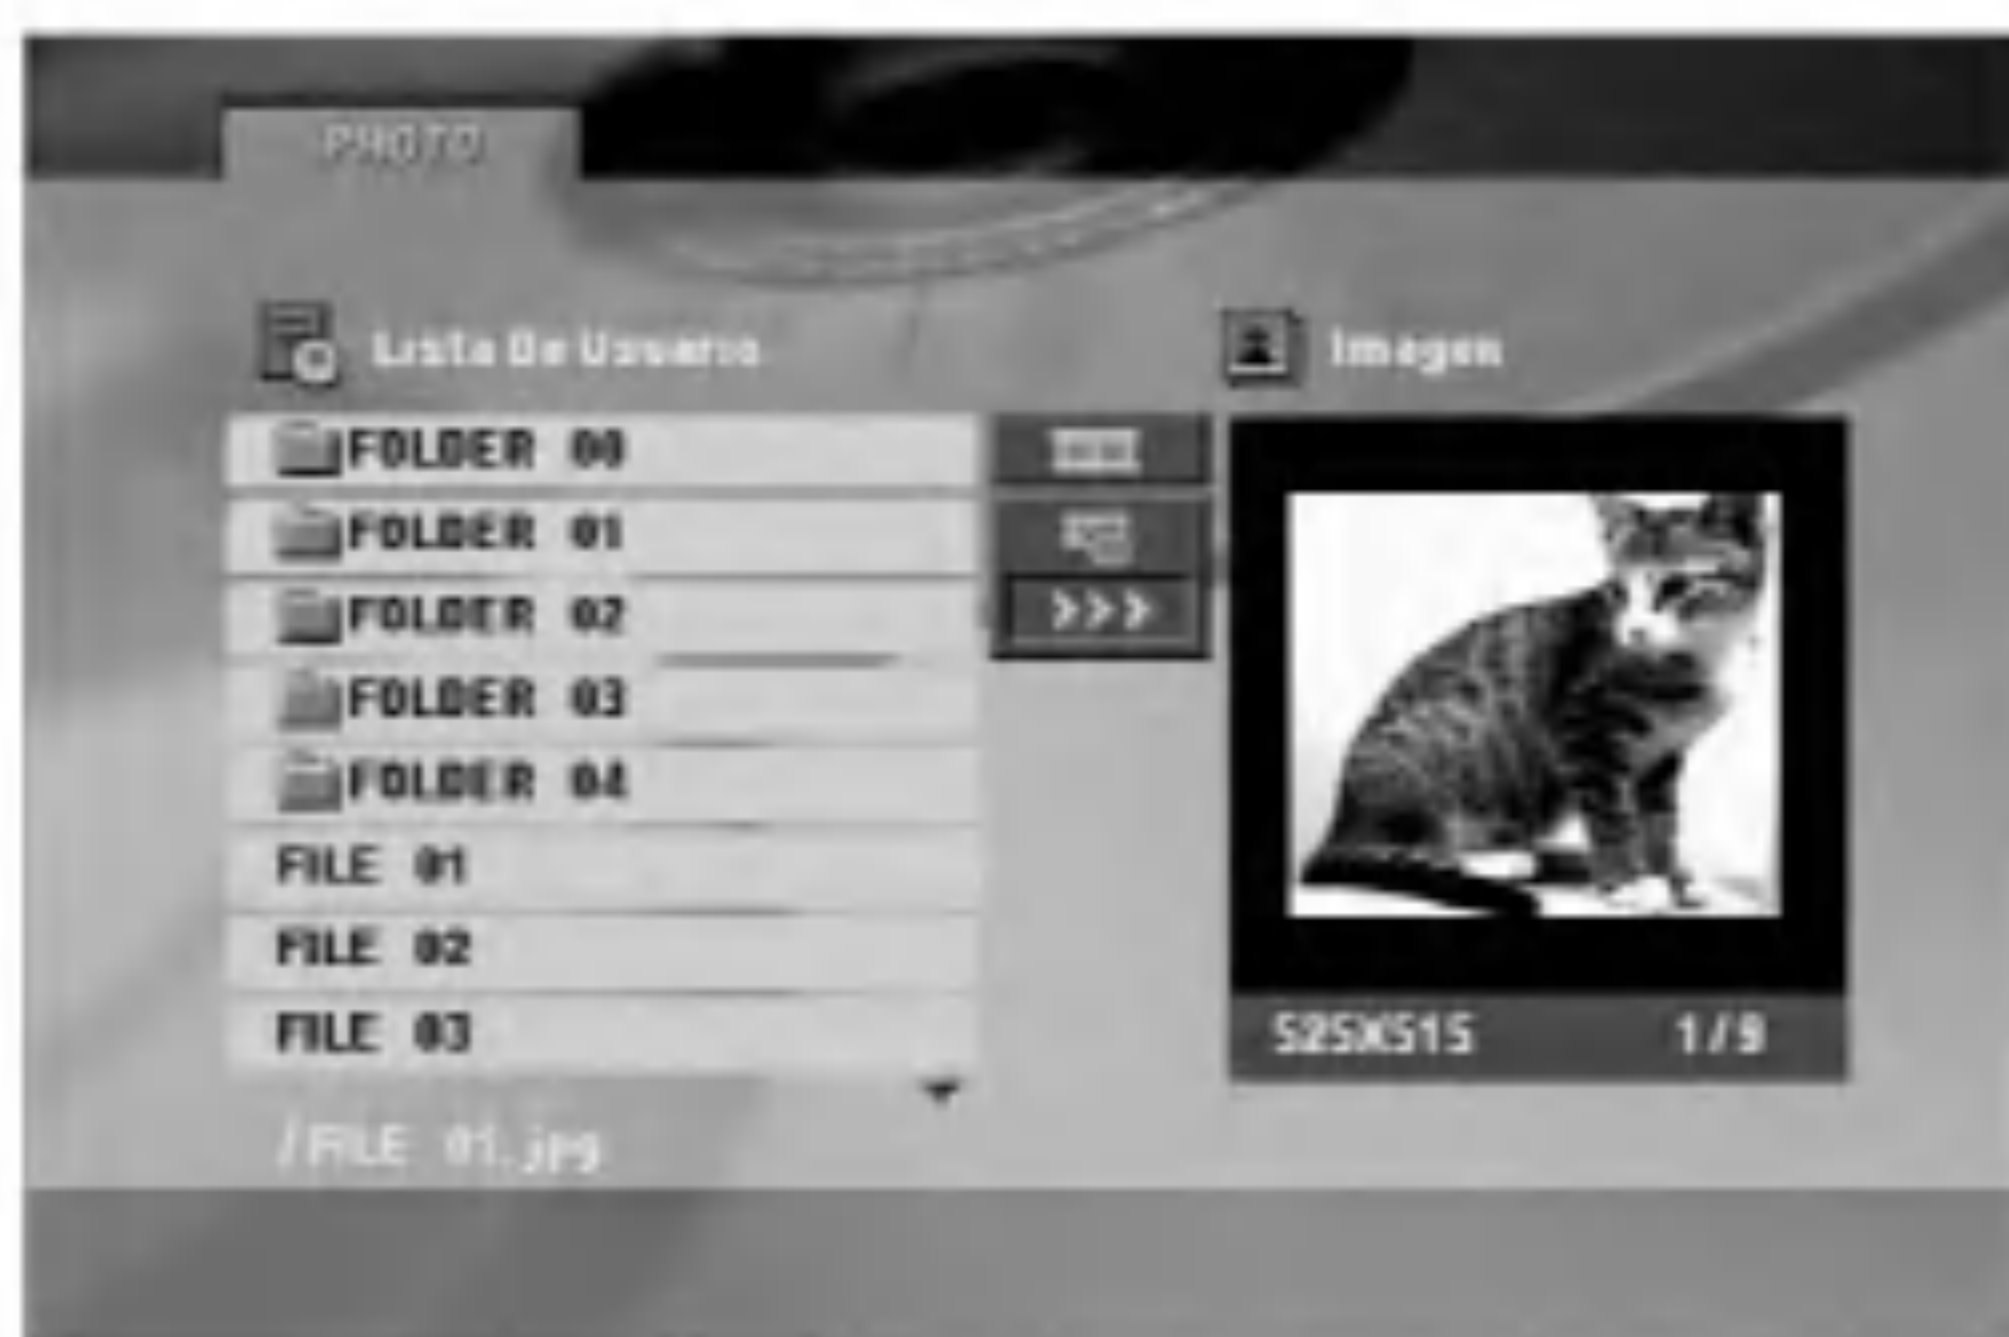 PHOTO
Lista De Usuario
Imagen
FOLDER 00
FOLDER 01
FOLDER 02
>>>
FOLDER 03
FOLDER 04
FILE 01
FILE 02
FILE 03
525X515 1/9
/FILE 01.jpg